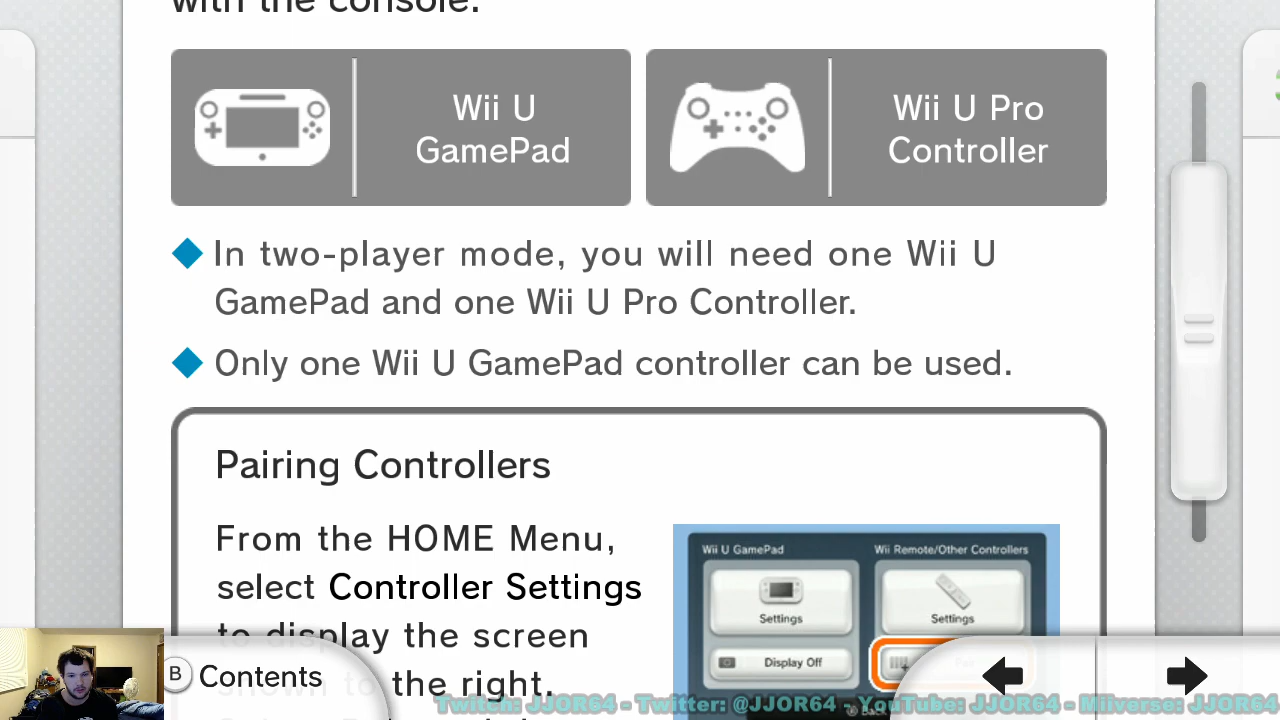 with the console.
Wii U
GamePad
Wii U Pro
Controller
In two-player mode, you will need one Wii U
GamePad and one Wii U Pro Controller.
Only one Wii U GamePad controller can be used.
Pairing Controllers
From the HOME Menu,
select Controller Settings
to display the screen
shown to the right.
Wii U GamePad
Wii Remote/Other Controllers
Settings
Settings
Display Off
B Contents
Twitch: JJOR64 - Twitter: @JJOR64 - YouTube: JJOR64 - Miiverse: JJOR64